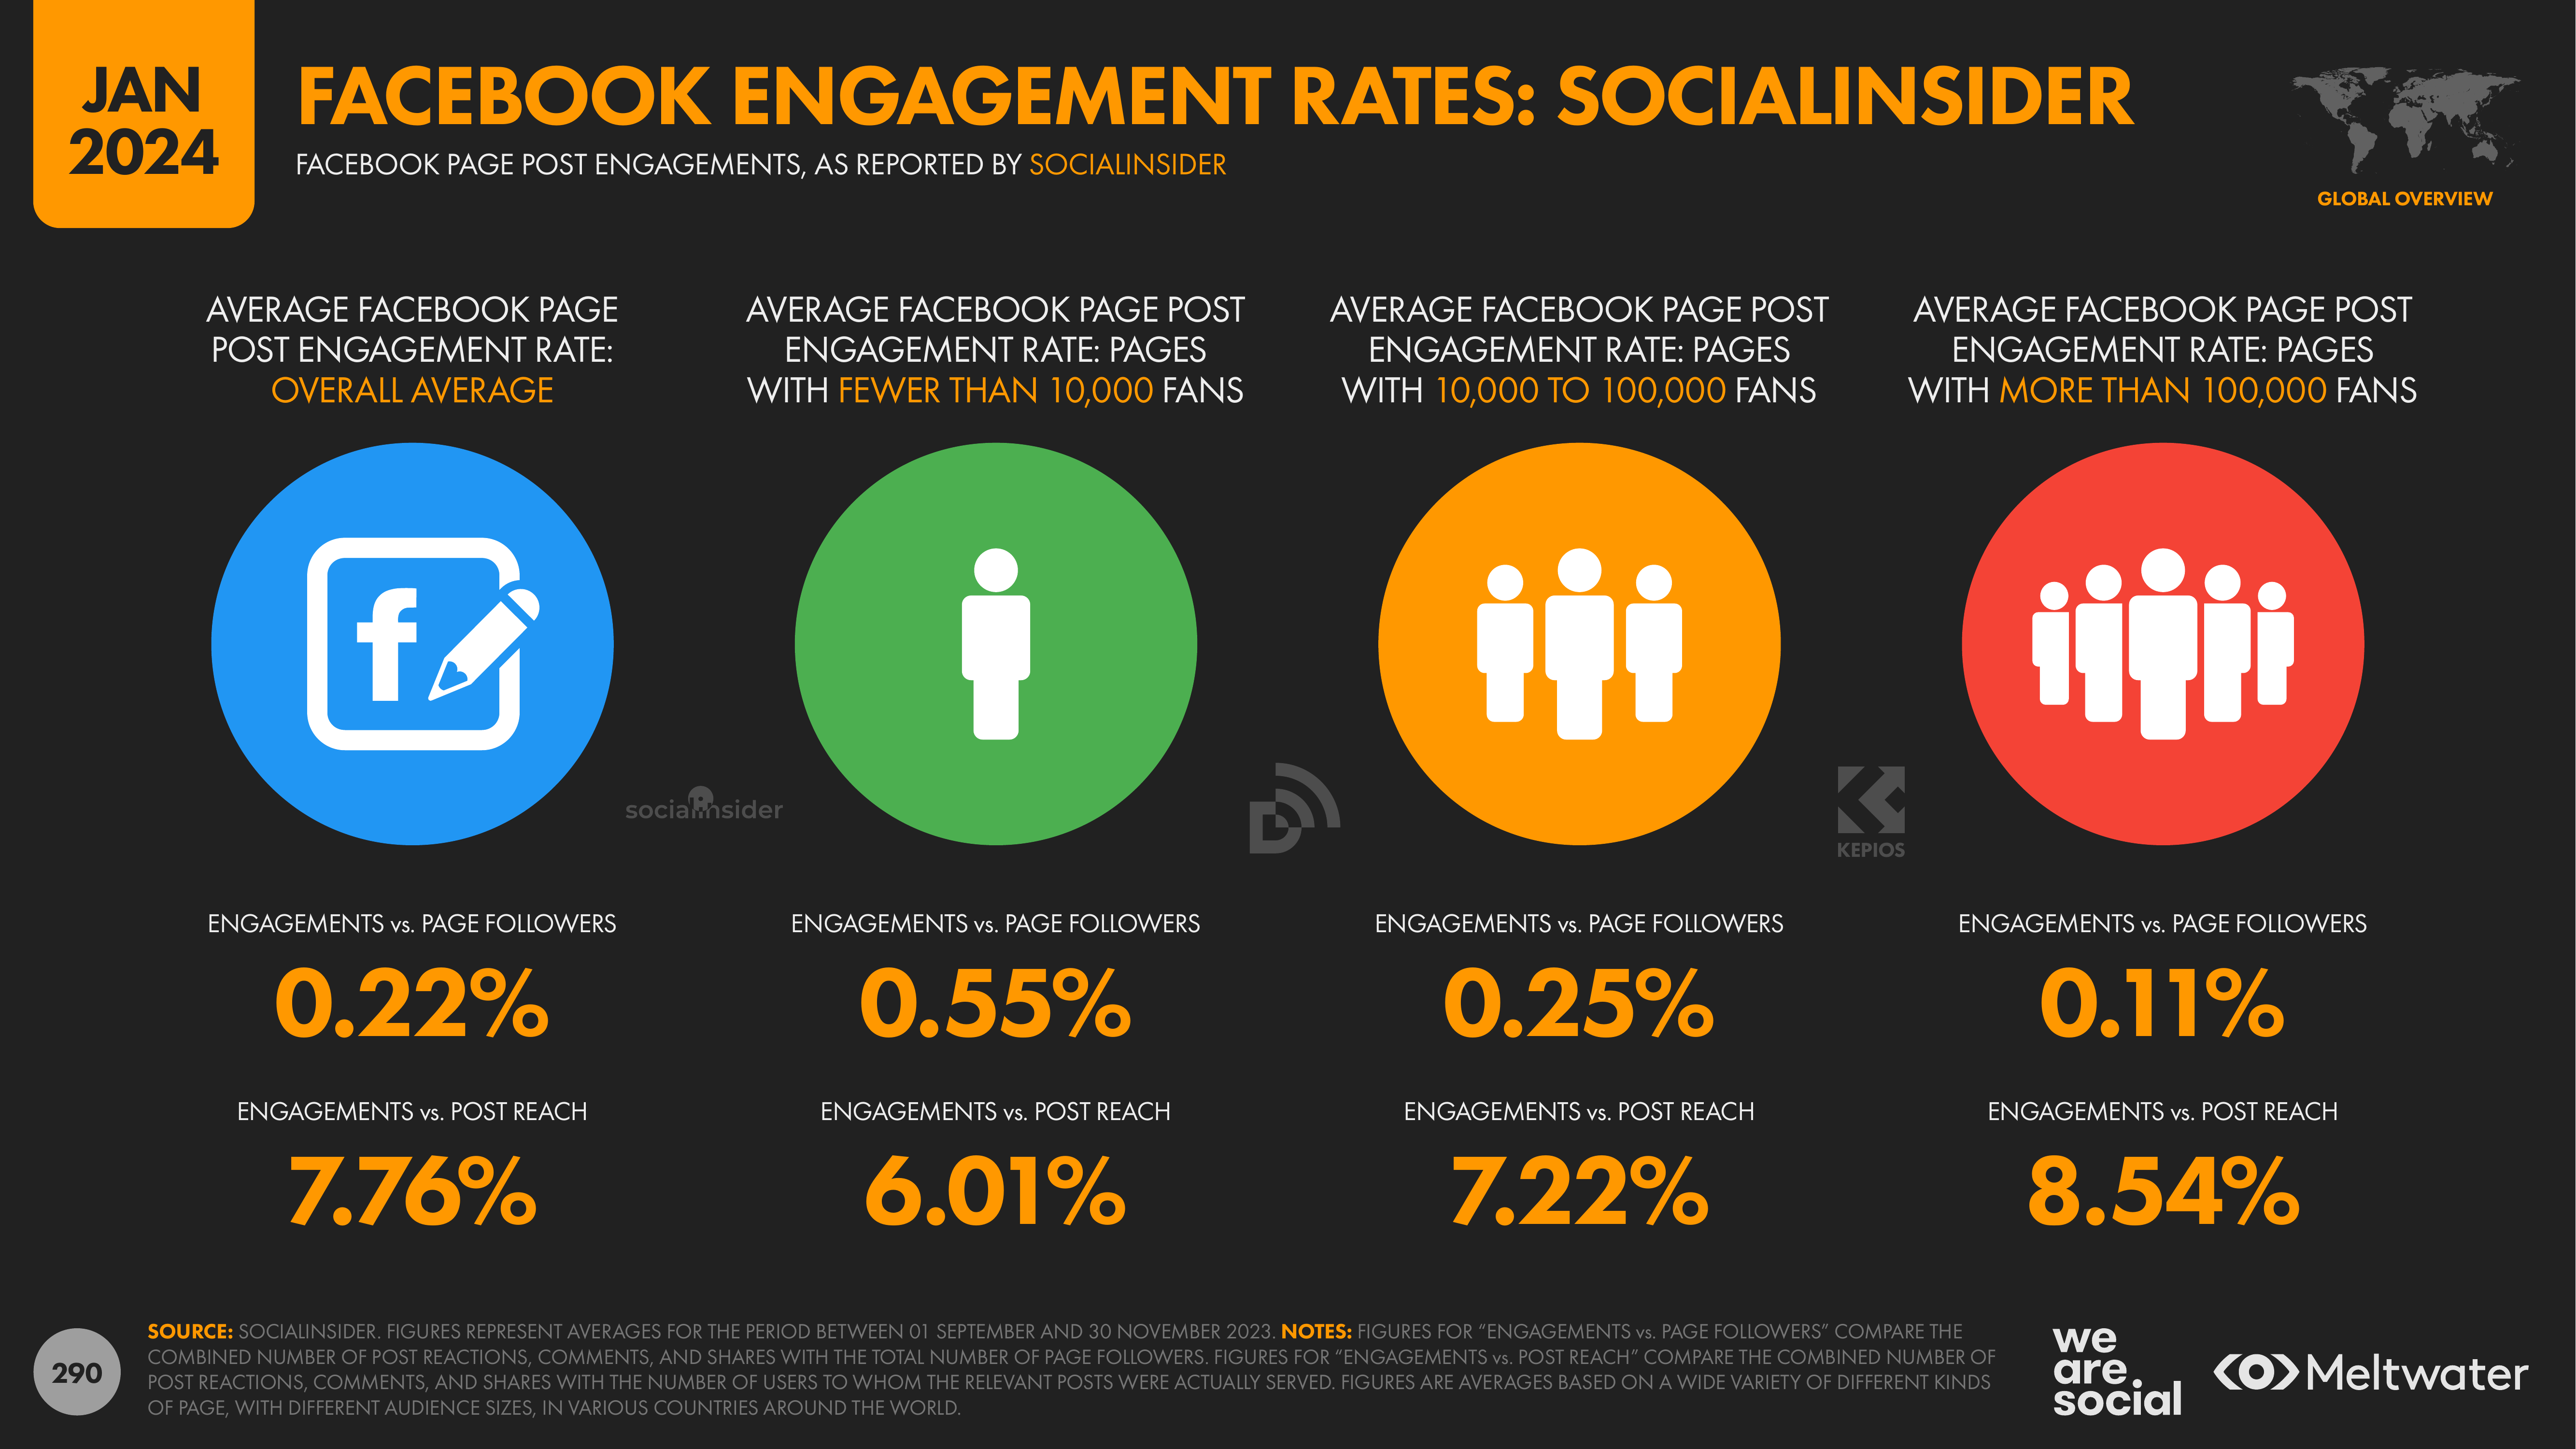 JAN
2024
FACEBOOK ENGAGEMENT RATES: SOCIALINSIDER
FACEBOOK PAGE POST ENGAGEMENTS, AS REPORTED BY SOCIALINSIDER
GLOBAL OVERVIEW
AVERAGE FACEBOOK PAGE
POST ENGAGEMENT RATE:
OVERALL AVERAGE
AVERAGE FACEBOOK PAGE POST
ENGAGEMENT RATE: PAGES
WITH FEWER THAN 10,000 FANS
AVERAGE FACEBOOK PAGE POST
ENGAGEMENT RATE: PAGES
WITH 10,000 TO 100,000 FANS
AVERAGE FACEBOOK PAGE POST
ENGAGEMENT RATE: PAGES
WITH MORE THAN 100,000 FANS
f
socialinsider
D
KEPIOS
ENGAGEMENTS vs. PAGE FOLLOWERS
0.22%
ENGAGEMENTS vs. POST REACH
7.76%
ENGAGEMENTS vs. PAGE FOLLOWERS
0.55%
ENGAGEMENTS vs. POST REACH
6.01%
ENGAGEMENTS vs. PAGE FOLLOWERS
0.25%
ENGAGEMENTS vs. POST REACH
7.22%
ENGAGEMENTS vs. PAGE FOLLOWERS
0.11%
ENGAGEMENTS vs. POST REACH
8.54%
290
SOURCE: SOCIALINSIDER. FIGURES REPRESENT AVERAGES FOR THE PERIOD BETWEEN 01 SEPTEMBER AND 30 NOVEMBER 2023. NOTES: FIGURES FOR “ENGAGEMENTS vs. PAGE FOLLOWERS” COMPARE THE
COMBINED NUMBER OF POST REACTIONS, COMMENTS, AND SHARES WITH THE TOTAL NUMBER OF PAGE FOLLOWERS. FIGURES FOR “ENGAGEMENTS vs. POST REACH” COMPARE THE COMBINED NUMBER OF
POST REACTIONS, COMMENTS, AND SHARES WITH THE NUMBER OF USERS TO WHOM THE RELEVANT POSTS WERE ACTUALLY SERVED. FIGURES ARE AVERAGES BASED ON A WIDE VARIETY OF DIFFERENT KINDS
OF PAGE, WITH DIFFERENT AUDIENCE SIZES, IN VARIOUS COUNTRIES AROUND THE WORLD.
we
are.
social
Meltwater